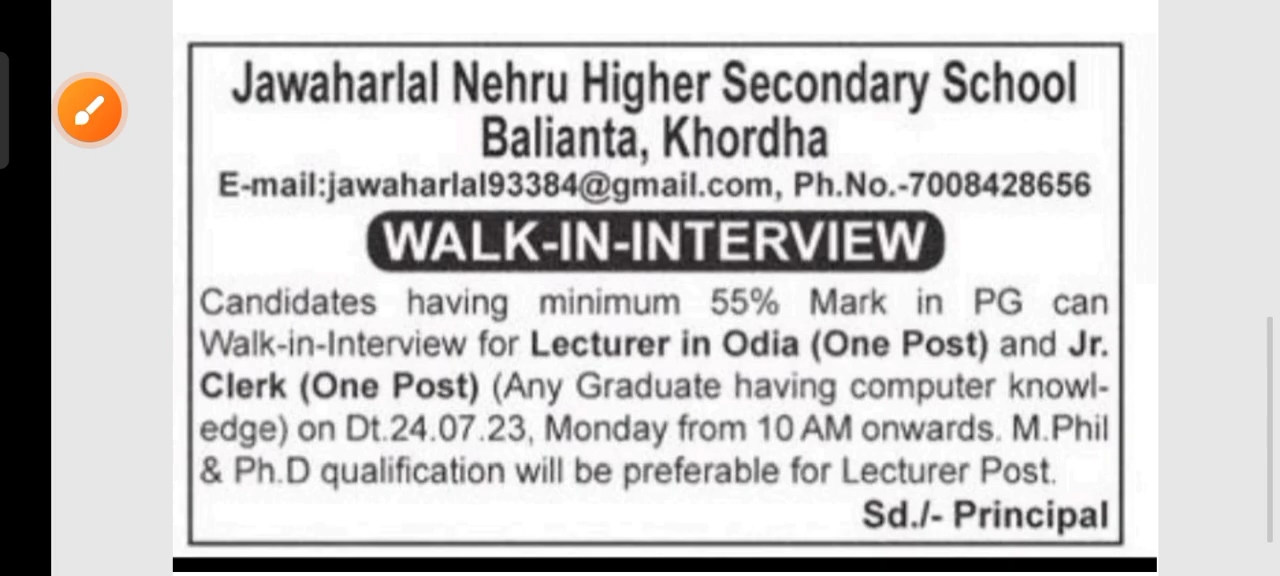 Jawaharlal Nehru Higher Secondary School
Balianta, Khordha
E-mail:jawaharlal93384@gmail.com, Ph.No.-7008428656
WALK-IN-INTERVIEW
Candidates having minimum 55% Mark in PG can
Walk-in-Interview for Lecturer in Odia (One Post) and Jr.
Clerk (One Post) (Any Graduate having computer knowl-
edge) on Dt.24.07.23, Monday from 10 AM onwards. M.Phil
& Ph.D qualification will be preferable for Lecturer Post.
Sd./- Principal